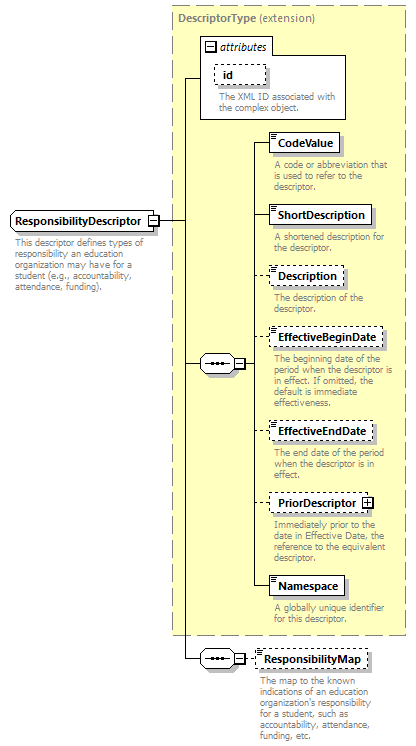 DescriptorType (extension)
attributes
id
The XML ID associated with
the complex object.
CodeValue
A code or abbreviation that
is used to refer to the
descriptor.
ShortDescription
A shortened description for
the descriptor.
ResponsibilityDescriptor
This descriptor defines types of
responsibility an education
organization may have for a
student (e.g., accountability,
attendance, funding).
Description
The description of the
descriptor.
EffectiveBeginDate
The beginning date of the
period when the descriptor is
in effect. If omitted, the
default is immediate
effectiveness.
EffectiveEndDate
The end date of the period
when the descriptor is in
effect.
PriorDescriptor
Immediately prior to the
date in Effective Date, the
reference to the equivalent
descriptor.
Namespace
A globally unique identifier
for this descriptor.
ResponsibilityMap
The map to the known
indications of an education
organization's responsibility
for a student, such as
accountability, attendance,
funding, etc.